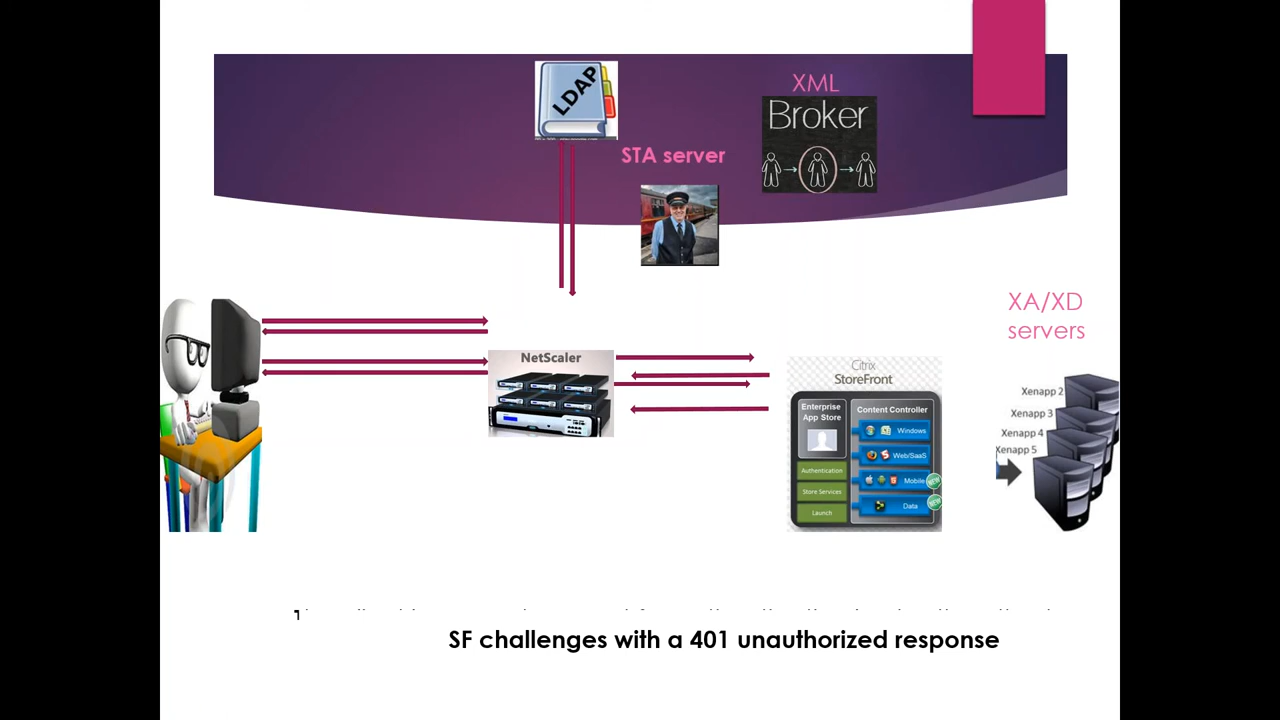 LDAP
XML
Broker
STA server
XA/XD
servers
NetScaler
Citrix
StoreFront
Enterprise
App Store
Content Controller
Windows
Web/SaaS
Authentication
Mobile
NEW
Store Services
Data
NEW
Launch
Xenapp 2
Xenapp 3
Xenapp 4
Xenapp 5
SF challenges with a 401 unauthorized response